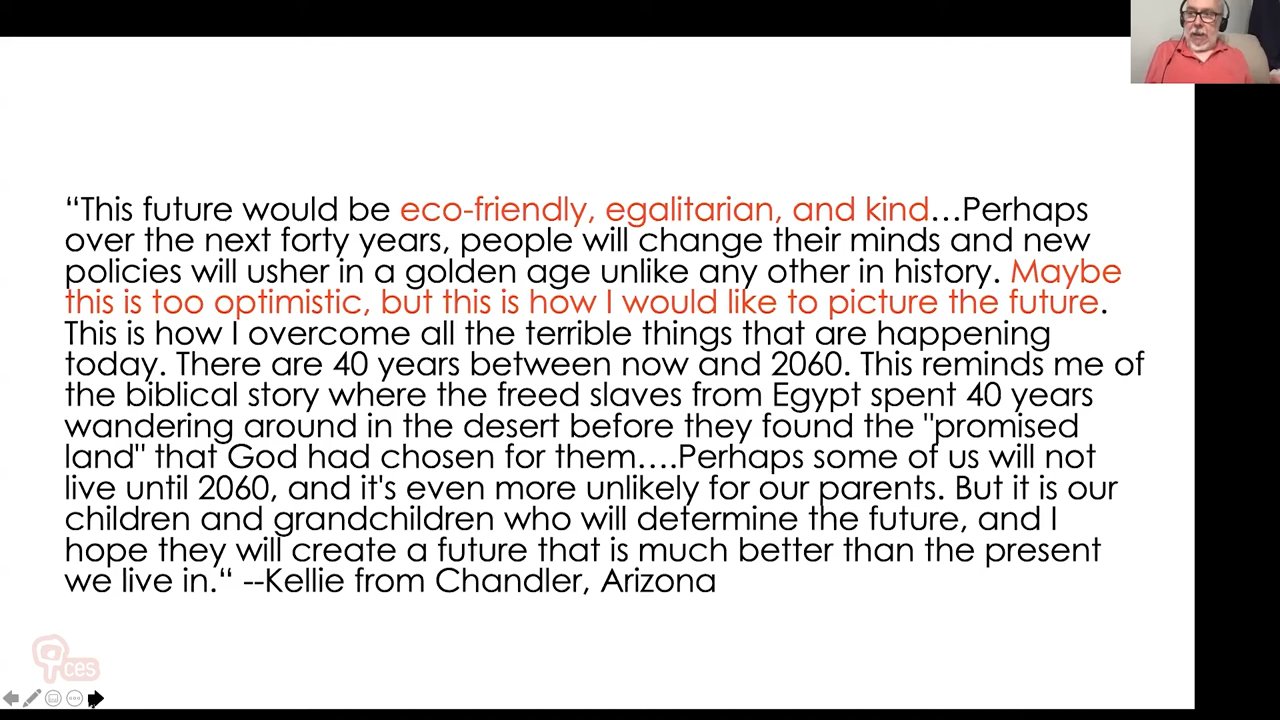 “This future would be eco-friendly, egalitarian, and kind…Perhaps
over the next forty years, people will change their minds and new
policies will usher in a golden age unlike any other in history. Maybe
this is too optimistic, but this is how I would like to picture the future.
This is how I overcome all the terrible things that are happening
today. There are 40 years between now and 2060. This reminds me of
the biblical story where the freed slaves from Egypt spent 40 years
wandering around in the desert before they found the "promised
land" that God had chosen for them….Perhaps some of us will not
live until 2060, and it's even more unlikely for our parents. But it is our
children and grandchildren who will determine the future, and I
hope they will create a future that is much better than the present
we live in.“ --Kellie from Chandler, Arizona
ces